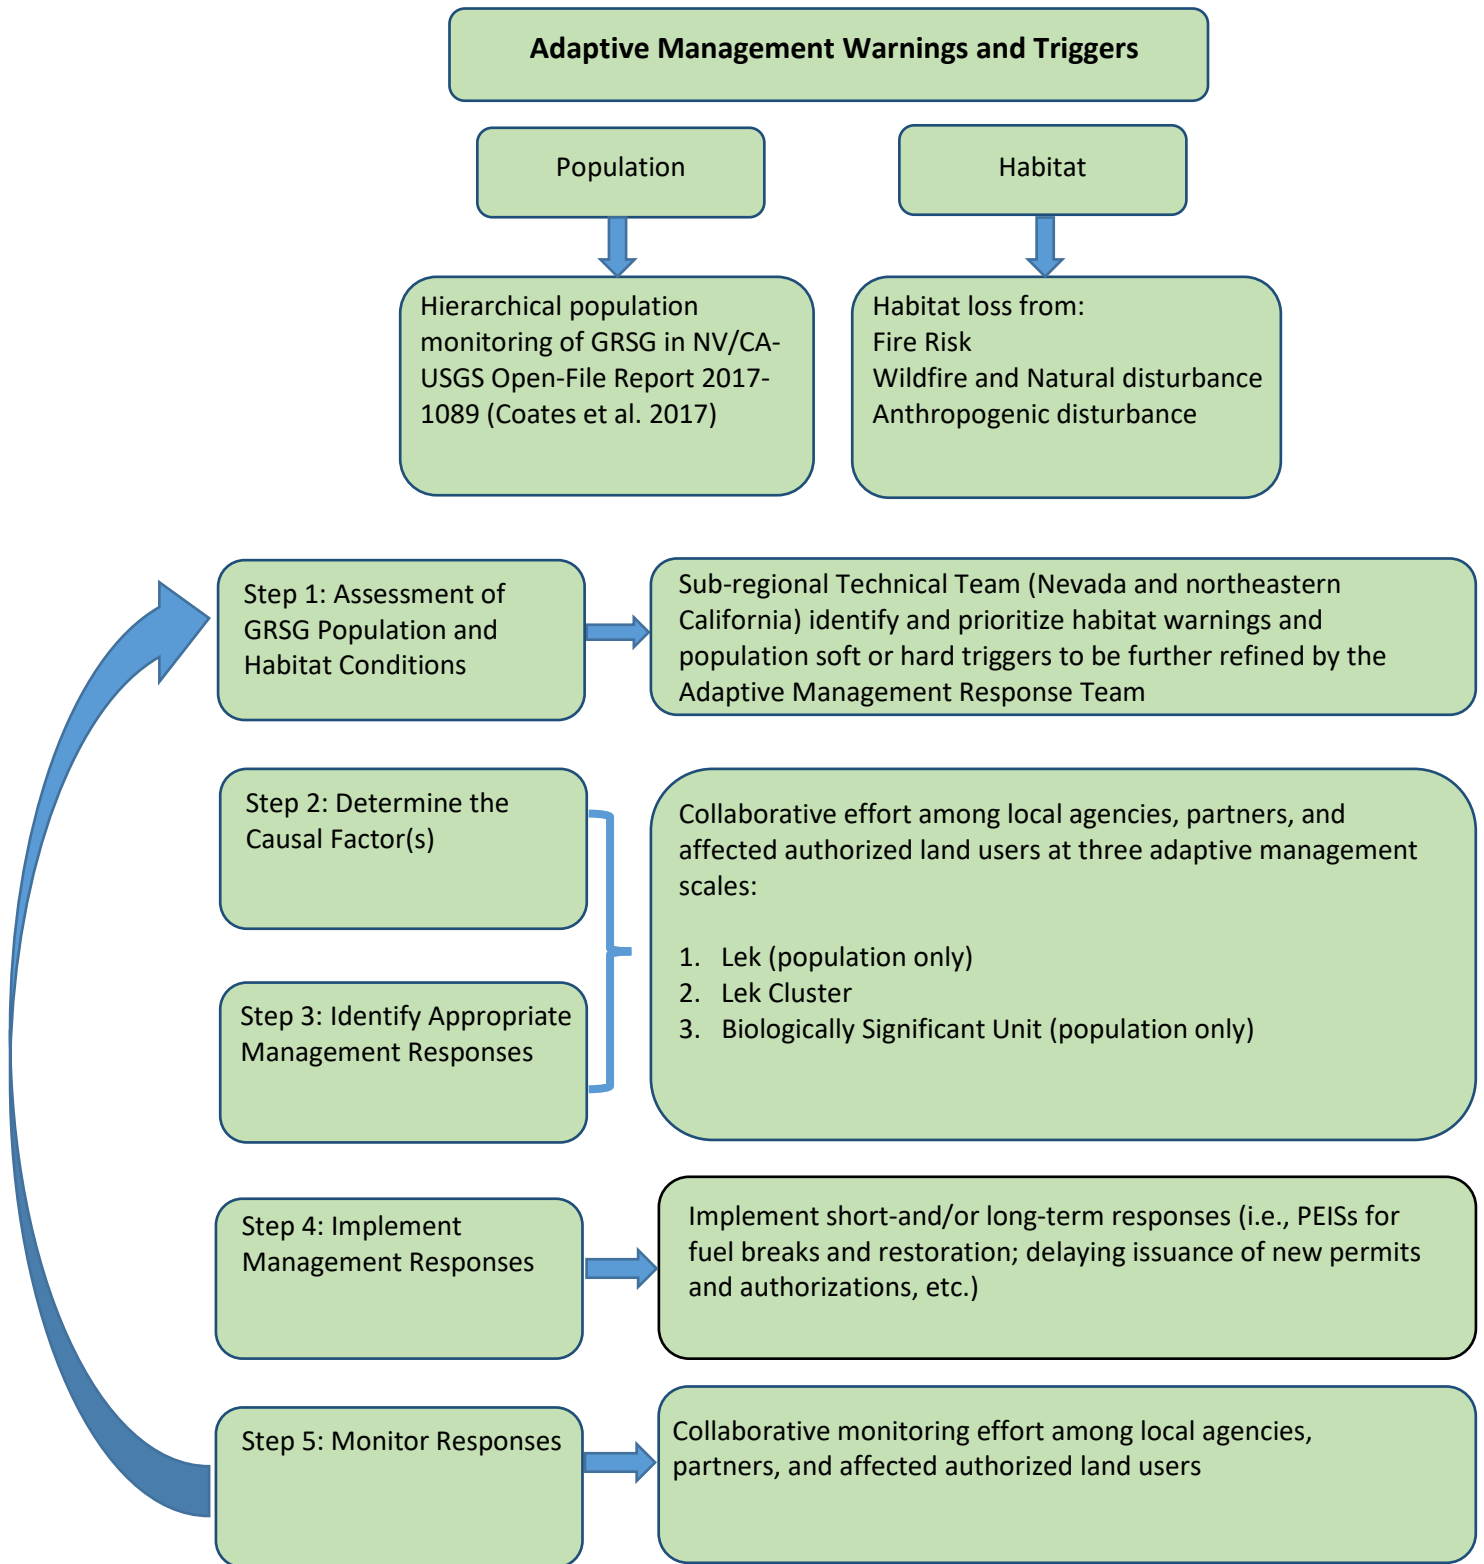 Adaptive Management Warnings and Triggers
Population
Habitat
Hierarchical population
monitoring of GRSG in NV/CA-
USGS Open-File Report 2017-
1089 (Coates et al. 2017)
Habitat loss from:
Fire Risk
Wildfire and Natural disturbance
Anthropogenic disturbance
Step 1: Assessment of
GRSG Population and
Habitat Conditions
Sub-regional Technical Team (Nevada and northeastern
California) identify and prioritize habitat warnings and
population soft or hard triggers to be further refined by the
Adaptive Management Response Team
Step 2: Determine the
Causal Factor(s)
Step 3: Identify Appropriate
Management Responses
Collaborative effort among local agencies, partners, and
affected authorized land users at three adaptive management
scales:
1. Lek (population only)
2. Lek Cluster
3. Biologically Significant Unit (population only)
Step 4: Implement
Management Responses
Implement short-and/or long-term responses (i.e., PEISs for
fuel breaks and restoration; delaying issuance of new permits
and authorizations, etc.)
Step 5: Monitor Responses
Collaborative monitoring effort among local agencies,
partners, and affected authorized land users